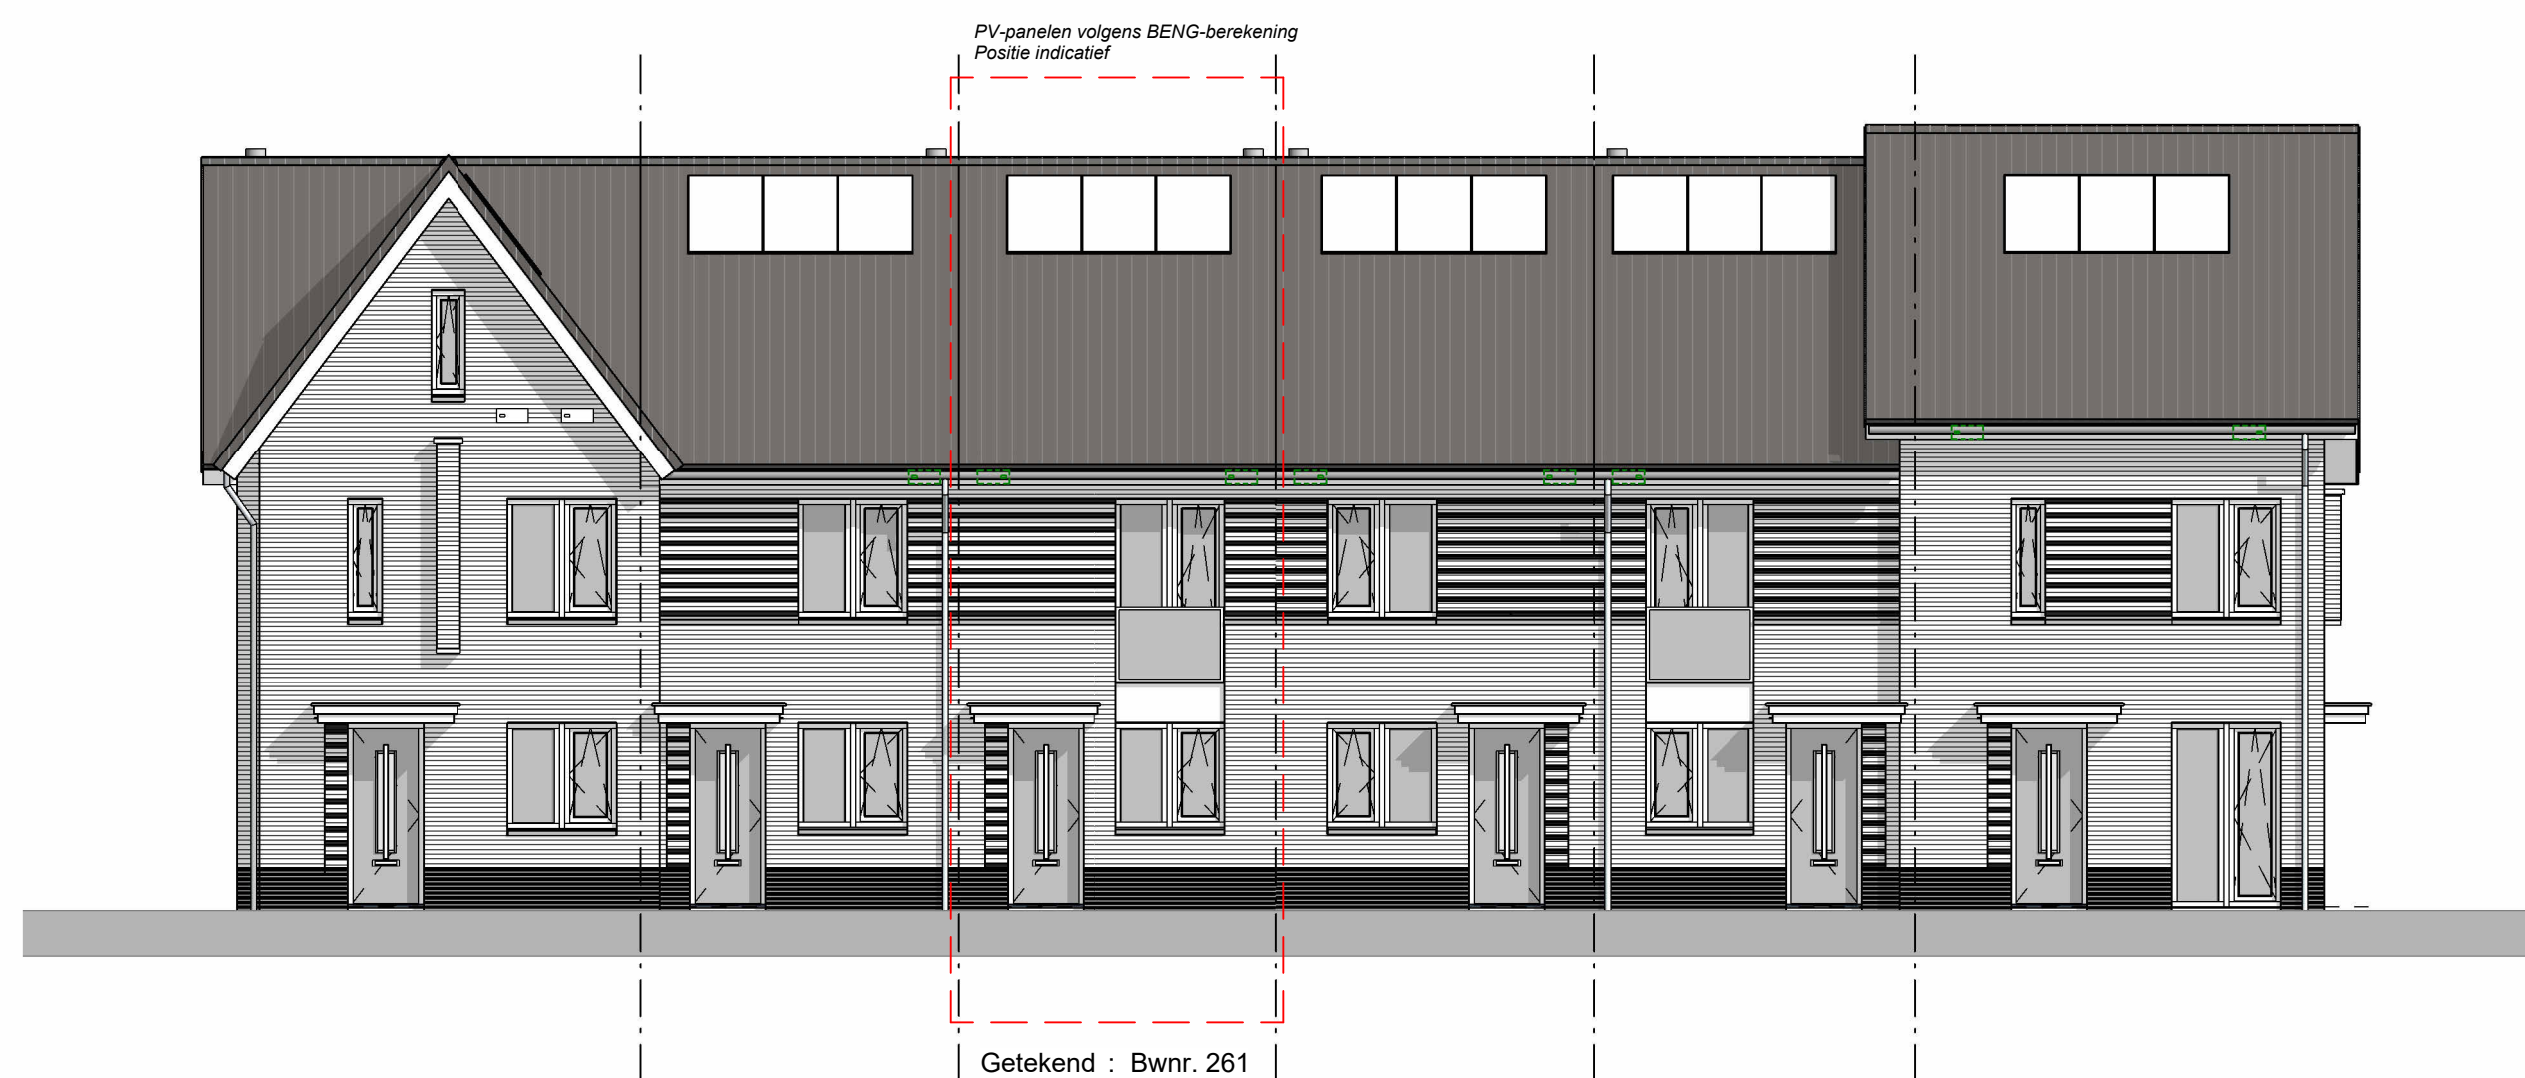 PV-panelen volgens BENG-berekening
Positie indicatief
Getekend : Bwnr. 261